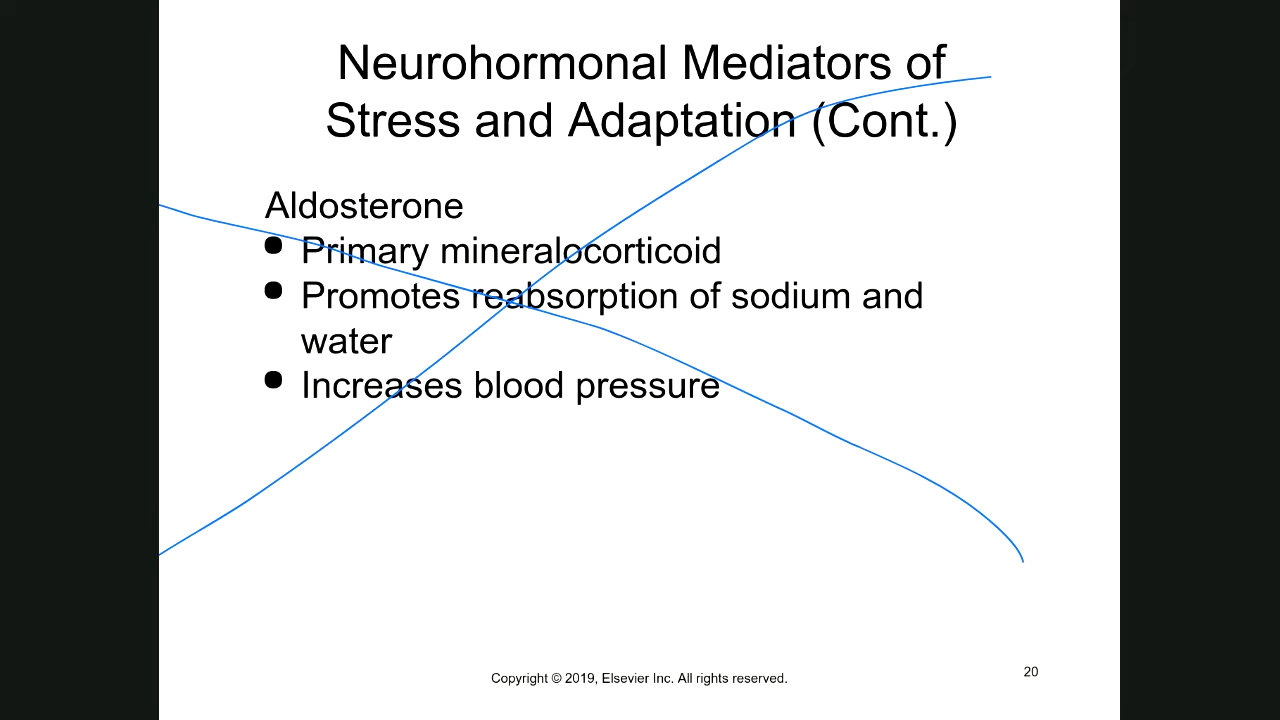 Neurohormonal Mediators of
Stress and Adaptation (Cont.)
Aldosterone
● Primary mineralocorticoid
● Promotes reabsorption of sodium and
water
● Increases blood pressure
Copyright © 2019, Elsevier Inc. All rights reserved.
20